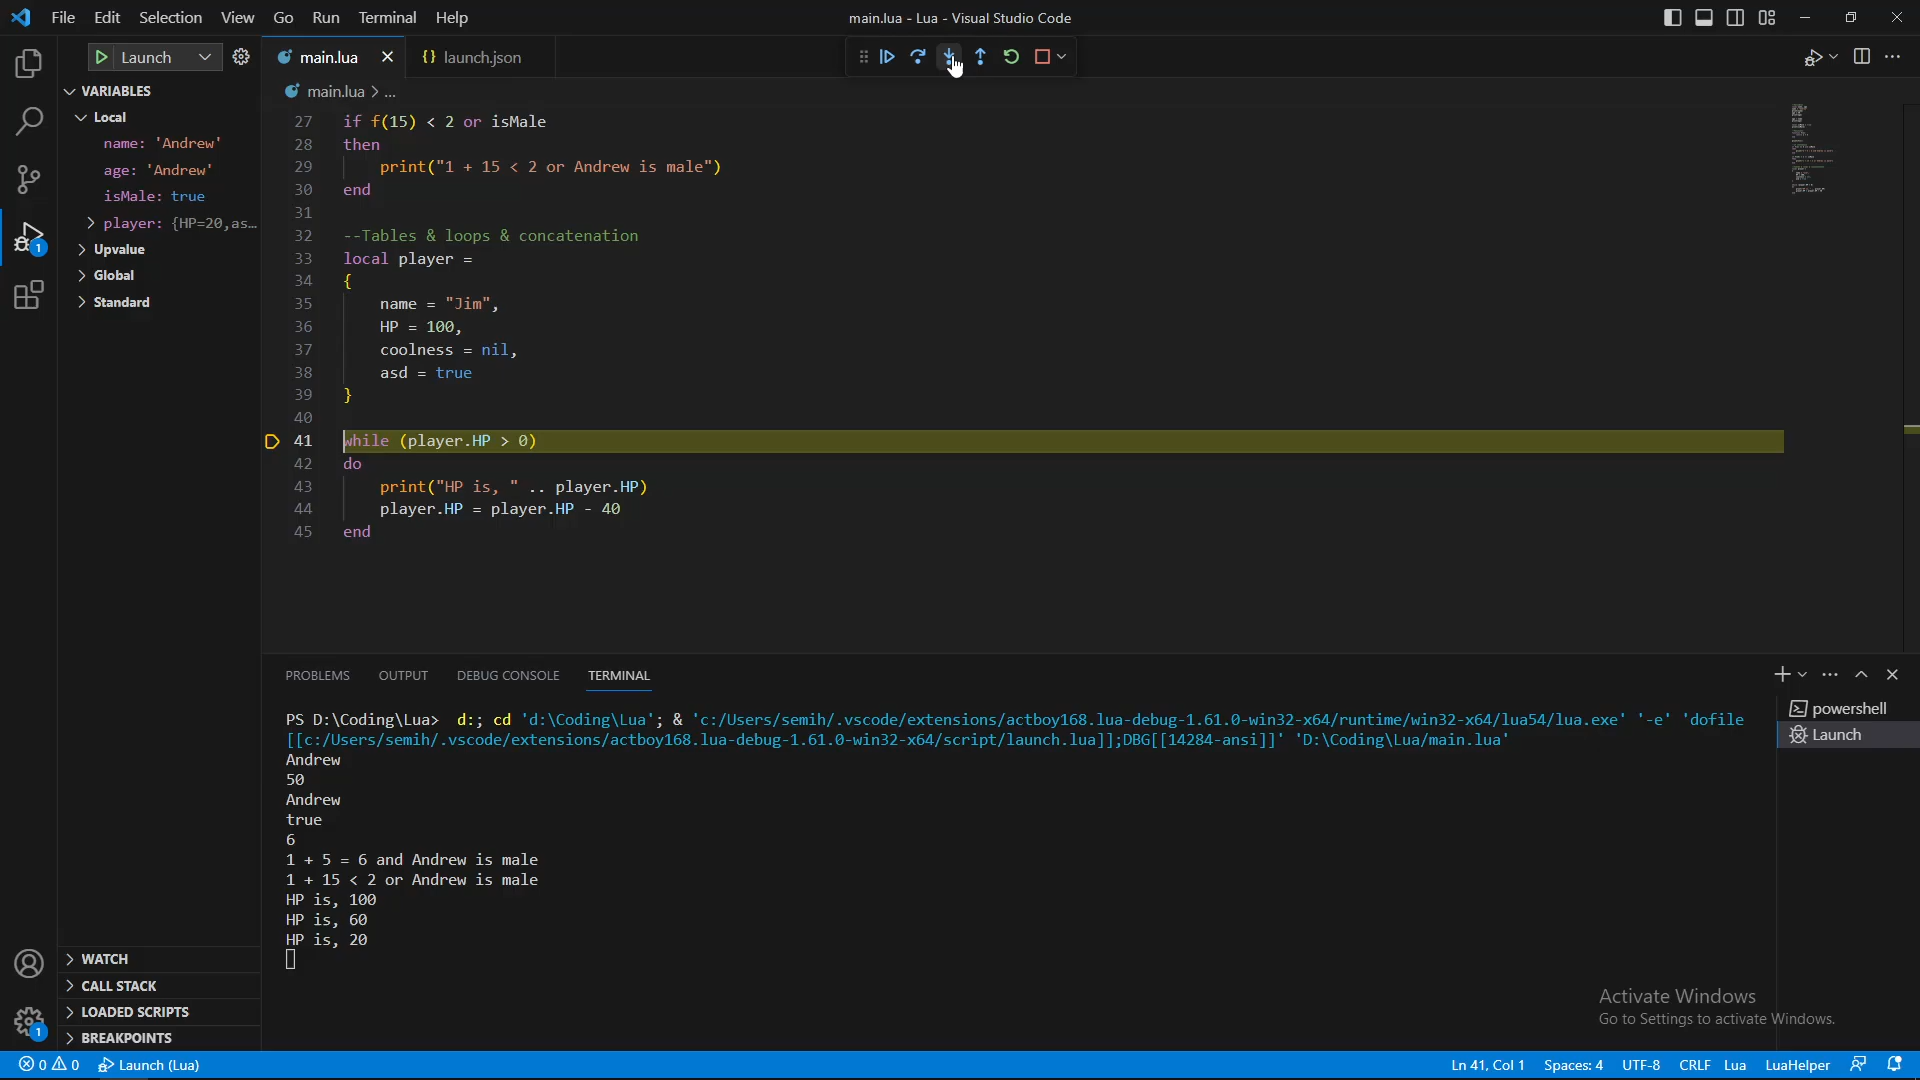 File Edit Selection View Go Run Terminal Help
main.lua - Lua - Visual Studio Code
Launch
main.lua
launch.json
VARIABLES
main.lua > ...
Local
name: 'Andrew'
age: 'Andrew'
isMale: true
player: {HP=20,as...
Upvalue
Global
Standard
27 if f(15) < 2 or isMale
28 then
29 print("1 + 15 < 2 or Andrew is male")
30 end
31
32 --Tables & loops & concatenation
33 local player =
34 {
35 name = "Jim",
36 HP = 100,
37 coolness = nil,
38 asd = true
39 }
40
41 while (player.HP > 0)
42 do
43 print("HP is, " .. player.HP)
44 player.HP = player.HP - 40
45 end
PROBLEMS OUTPUT DEBUG CONSOLE TERMINAL
PS D:\Coding\Lua> d:; cd 'd:\Coding\Lua'; & 'c:/Users/semih/.vscode/extensions/actboy168.lua-debug-1.61.0-win32-x64/runtime/win32-x64/lua54/lua.exe' '-e' 'dofile
[[c:/Users/semih/.vscode/extensions/actboy168.lua-debug-1.61.0-win32-x64/script/launch.lua]];DBG[[14284-ansi]]' 'D:\Coding\Lua/main.lua'
Andrew
50
Andrew
true
6
1 + 5 = 6 and Andrew is male
1 + 15 < 2 or Andrew is male
HP is, 100
HP is, 60
HP is, 20
powershell
Launch
WATCH
CALL STACK
LOADED SCRIPTS
BREAKPOINTS
1
1
Activate Windows
Go to Settings to activate Windows.
0 0 Launch (Lua)
Ln 41, Col 1 Spaces: 4 UTF-8 CRLF Lua LuaHelper